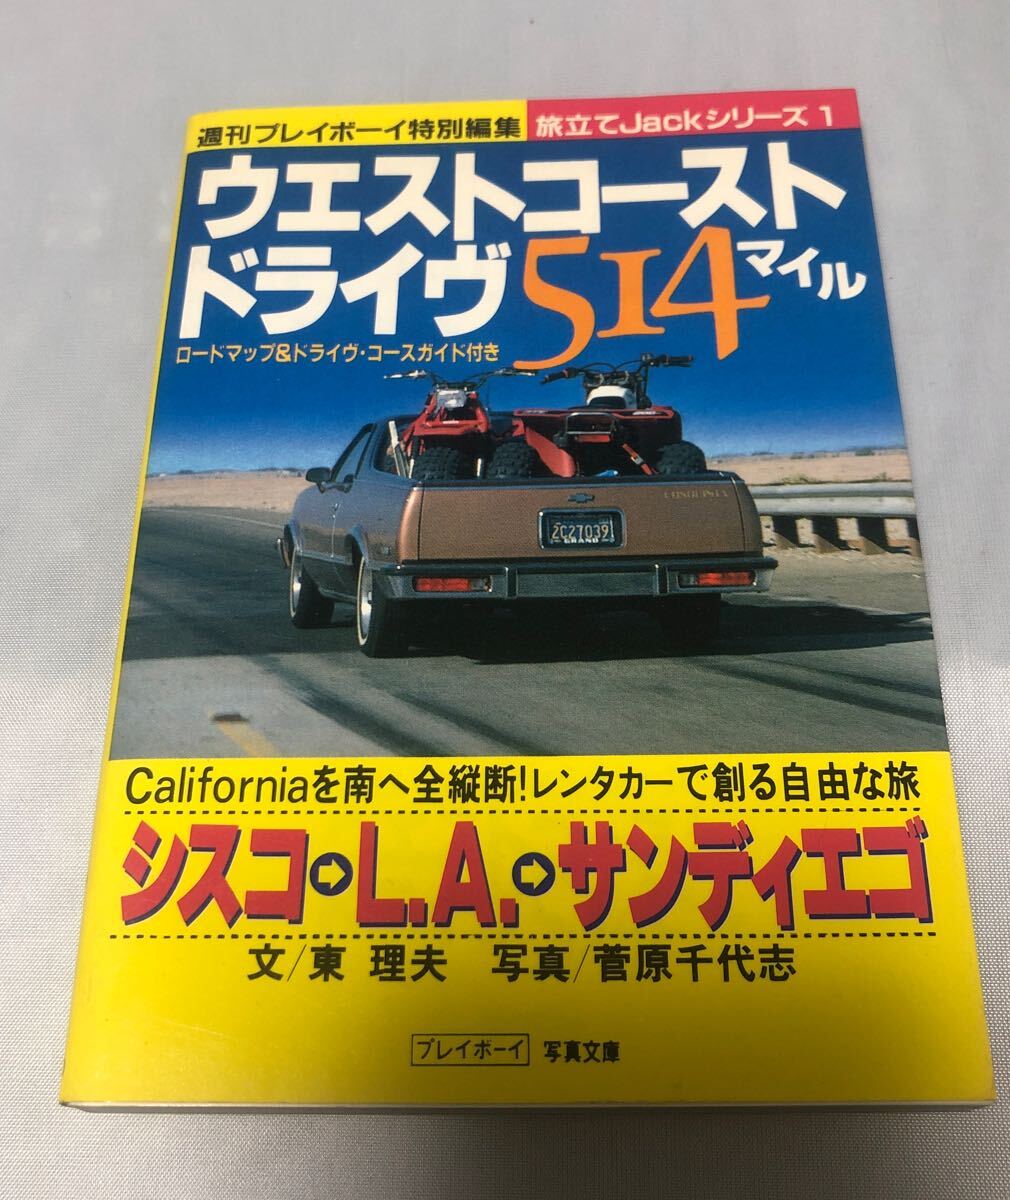 週刊プレイボーイ特別編集 旅立てJackシリーズ1
ウエストコースト
ドライヴ514マイル
ロードマップ&ドライヴ・コースガイド付き
CONQUISTA
2C27039
GRAND
Californiaを南へ全縦断!レンタカーで創る自由な旅
シスコ➩L.A.➩サンディエゴ
文/東 理夫 写真/菅原千代志
プレイボーイ 写真文庫